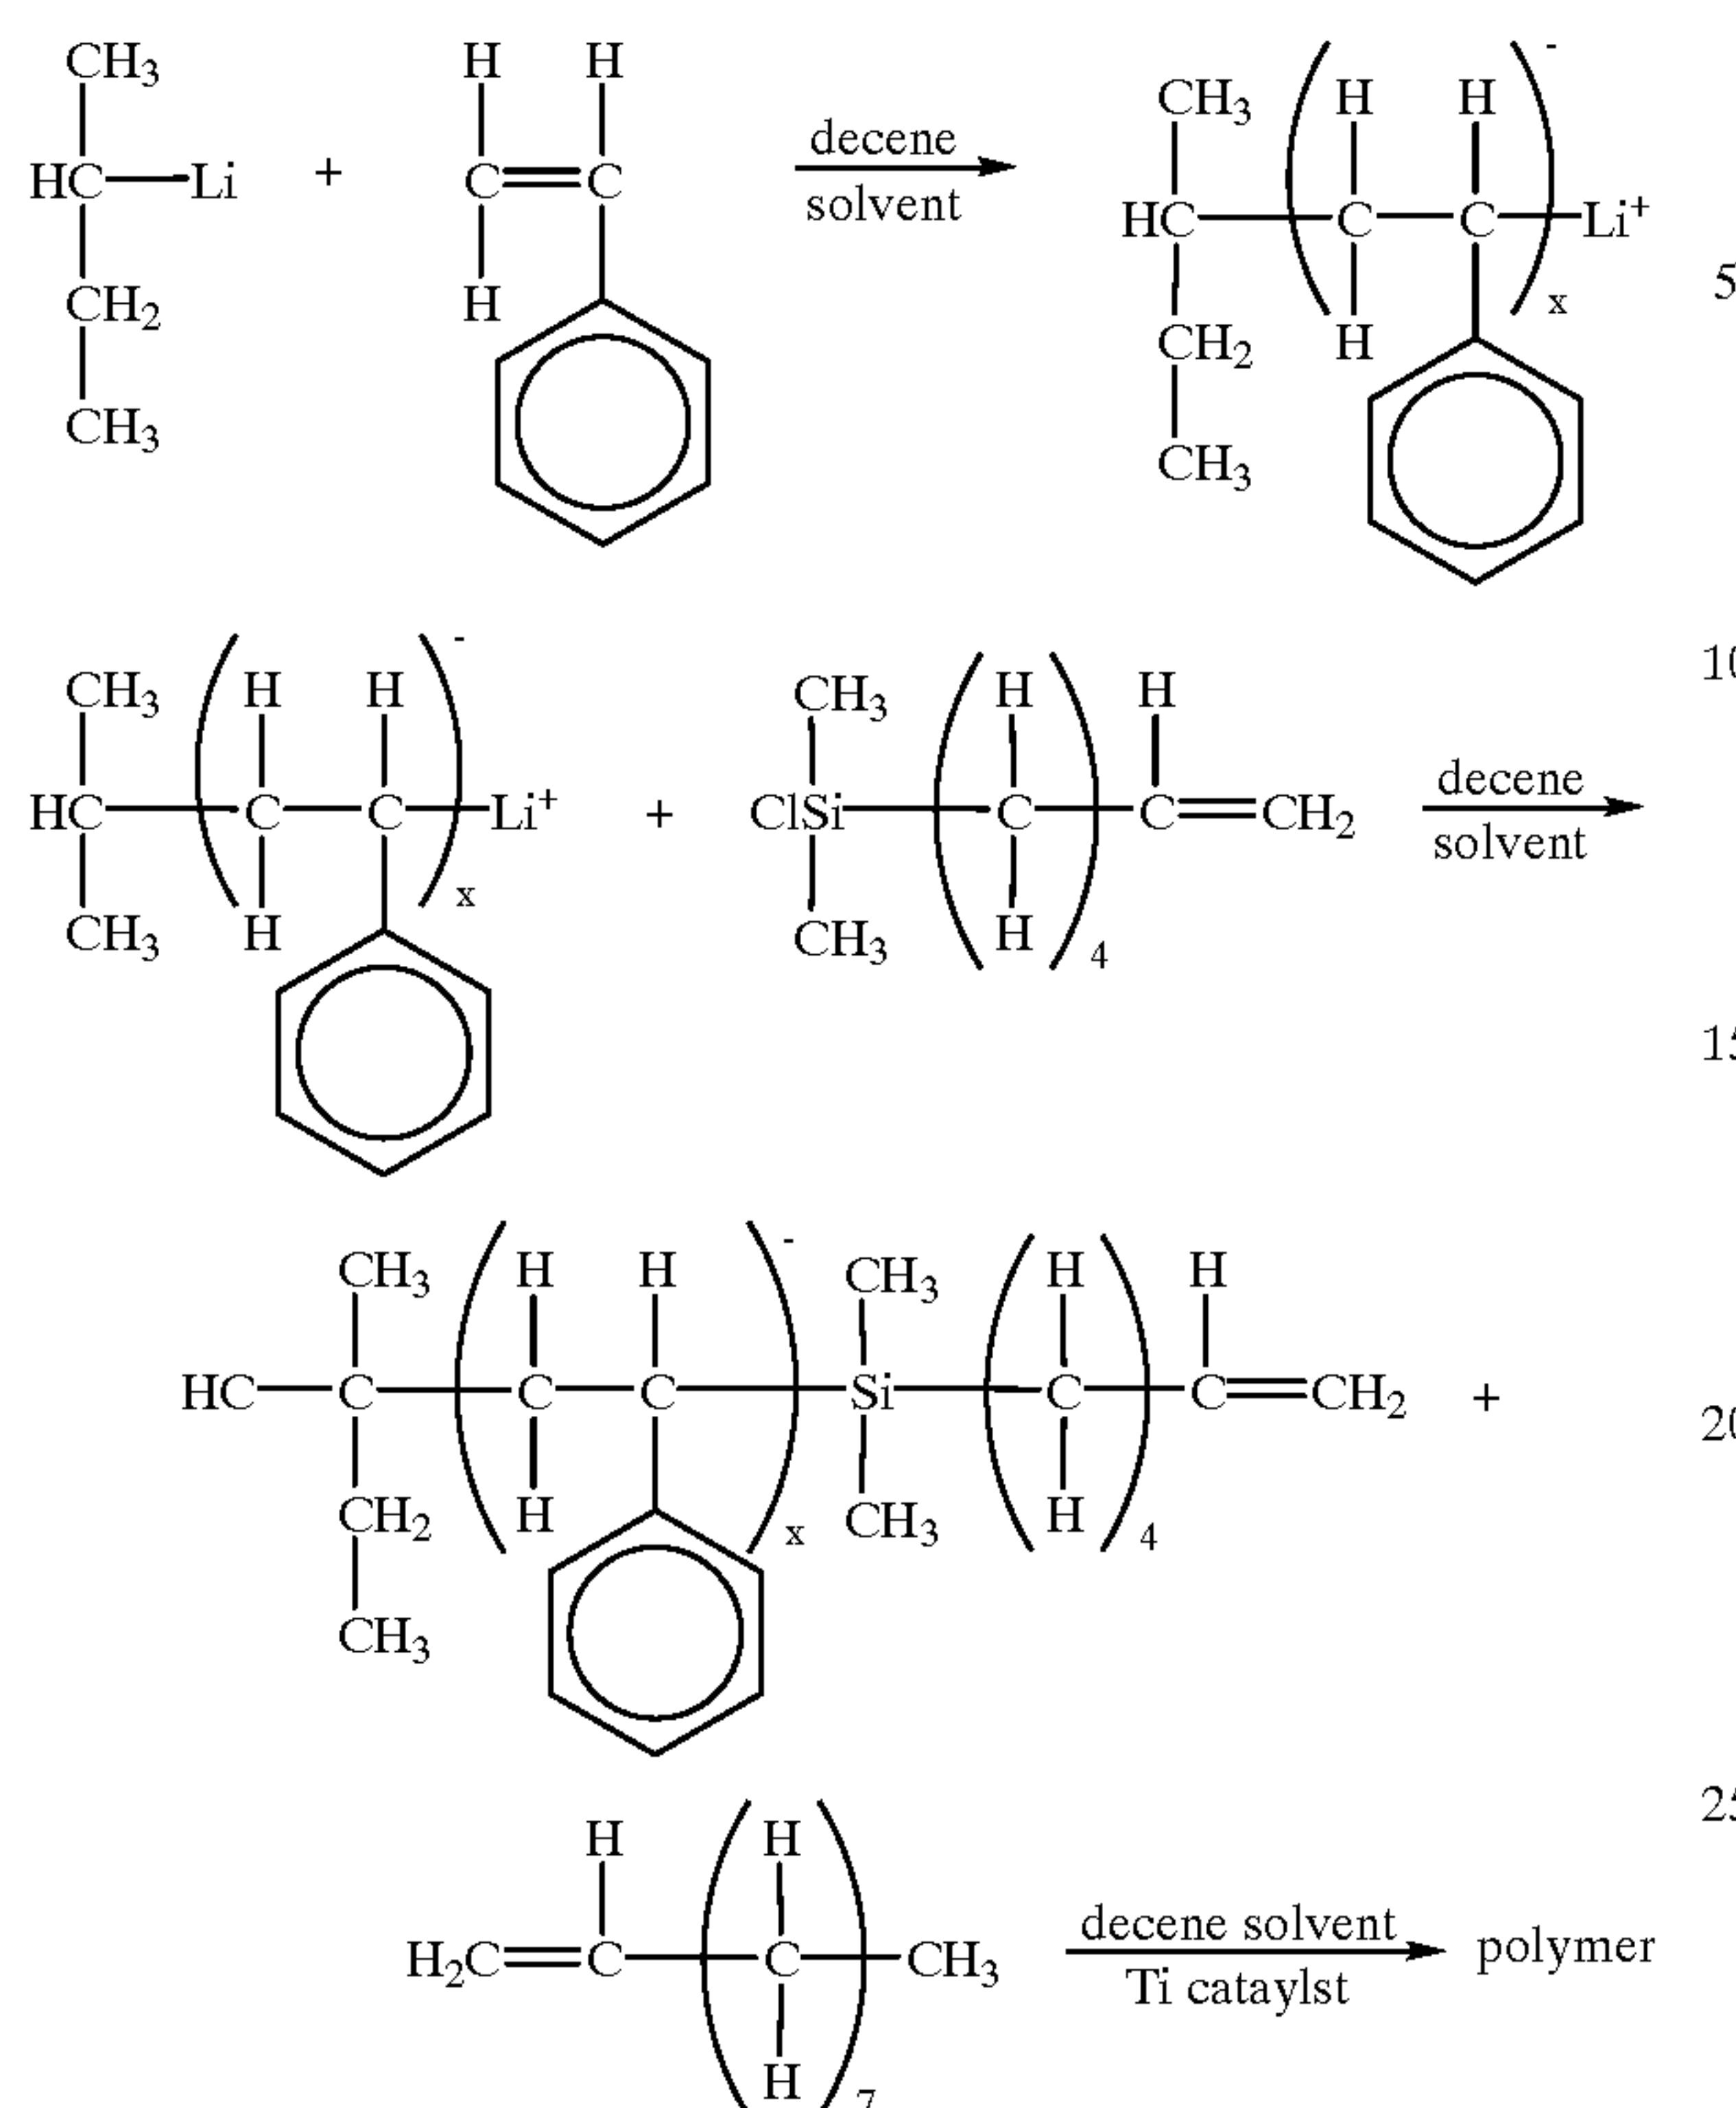 CH3 H H CH3 H H -
HC Li + C C decene solvent HC C C Li+
H CH2 x 5
CH2 H
CH3 CH3
10
CH3 H H - CH3 H H
HC C C Li+ + ClSi C C CH2 decene solvent
x
CH3 H CH3 H 4
15
CH3 H H - CH3 H H
HC C C C Si C C CH2 + 20
CH2 H x CH3 H 4
CH3
H H
H2C C C CH3 decene solvent Ti cataylst polymer
H 7